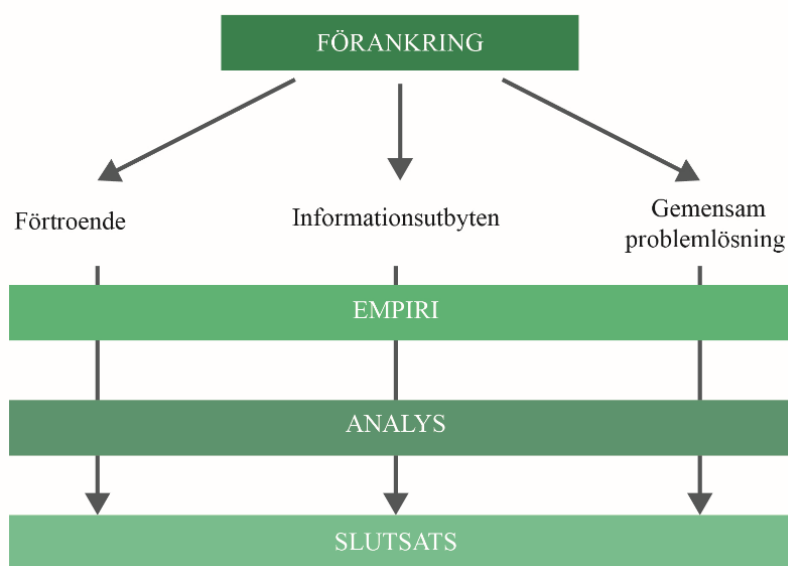 FÖRANKRING
Förtroende
Informationsutbyten
Gemensam
problemlösning
EMPIRI
ANALYS
SLUTSATS